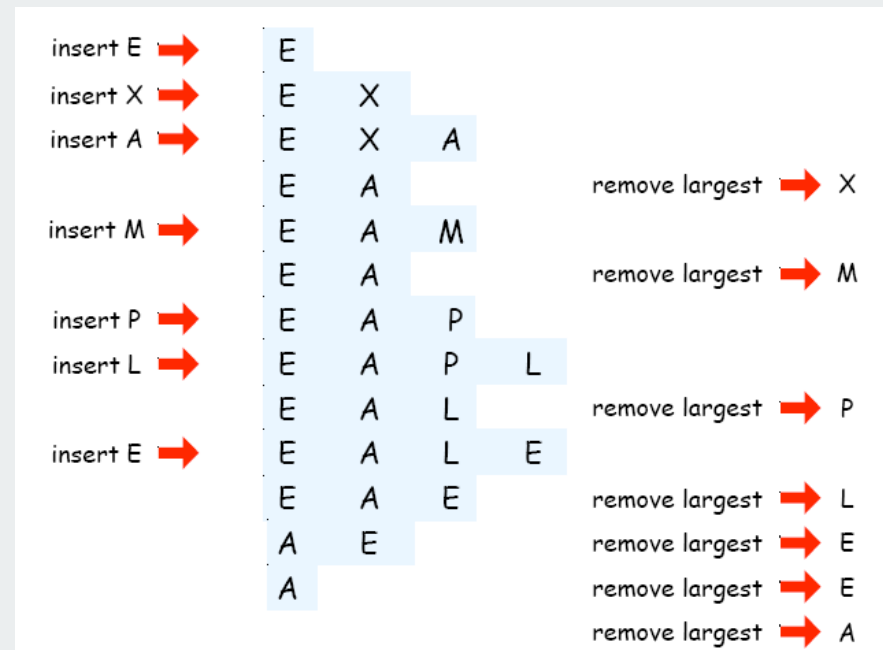 insert E E
insert X E X
insert A E X A
E A remove largest X
insert M E A M
E A remove largest M
insert P E A P
insert L E A P L
E A L remove largest P
insert E E A L E
E A E remove largest L
A E remove largest E
A remove largest E
remove largest A